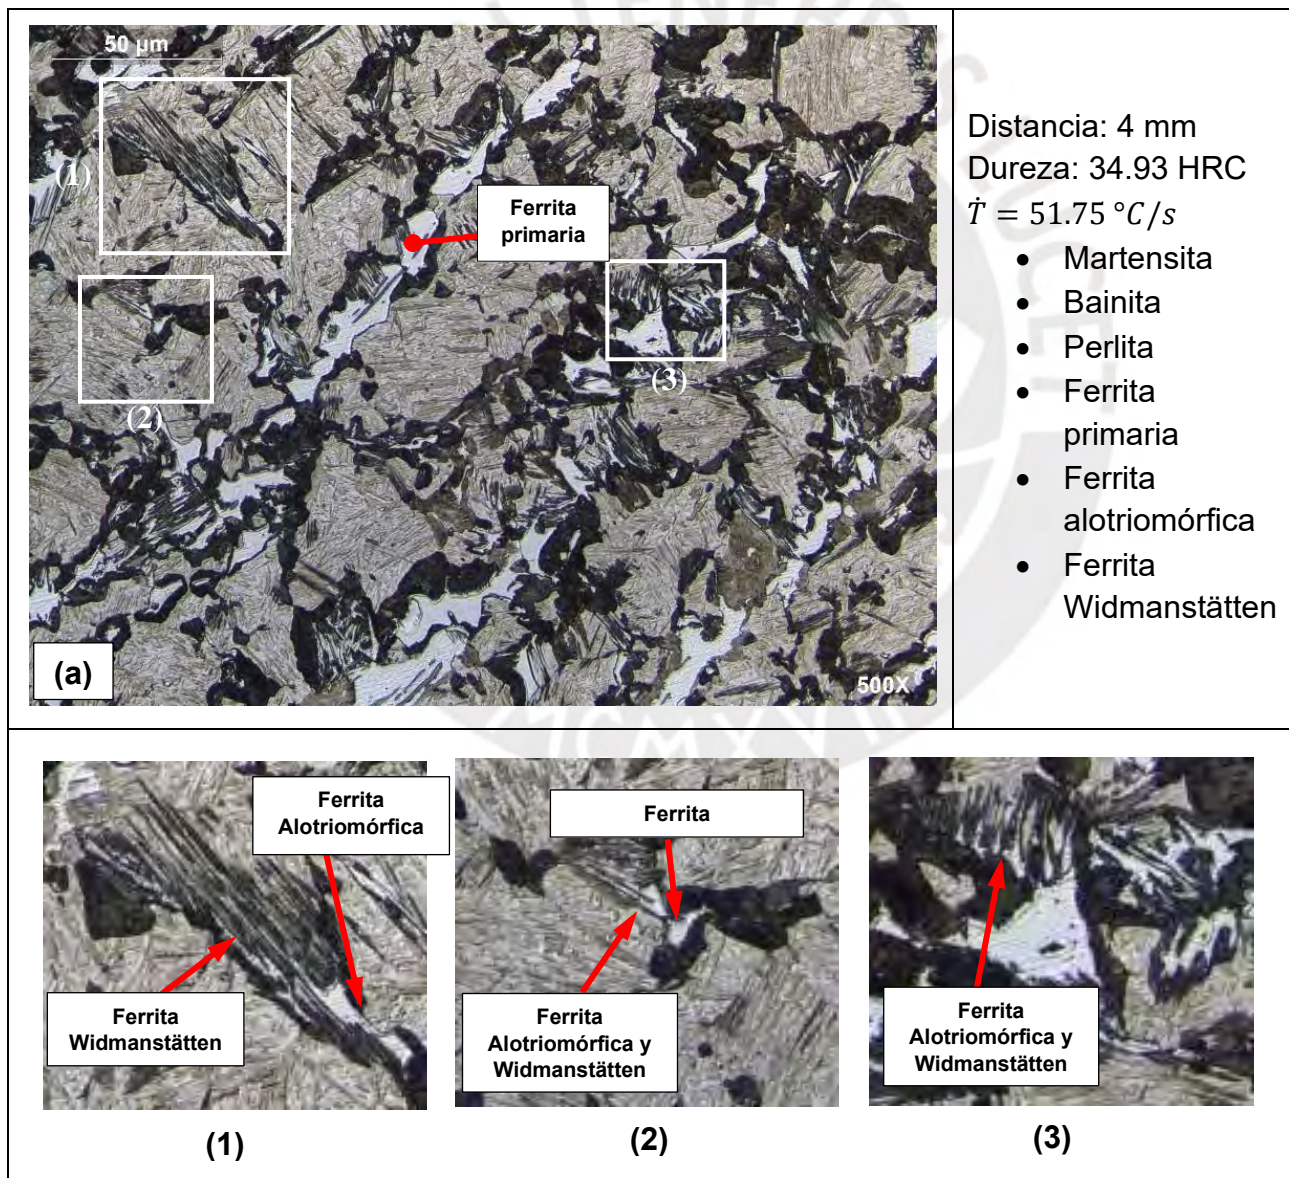 50 µm
(1)
Ferrita
primaria
(2)
(3)
(a)
500X
Distancia: 4 mm
Dureza: 34.93 HRC
Ṫ = 51.75 °C/s
• Martensita
• Bainita
• Perlita
• Ferrita
primaria
• Ferrita
alotriomórfica
• Ferrita
Widmanstätten
Ferrita
Alotriomórfica
Ferrita
Widmanstätten
(1)
Ferrita
Ferrita
Alotriomórfica y
Widmanstätten
(2)
Ferrita
Alotriomórfica y
Widmanstätten
(3)
MCMXVII